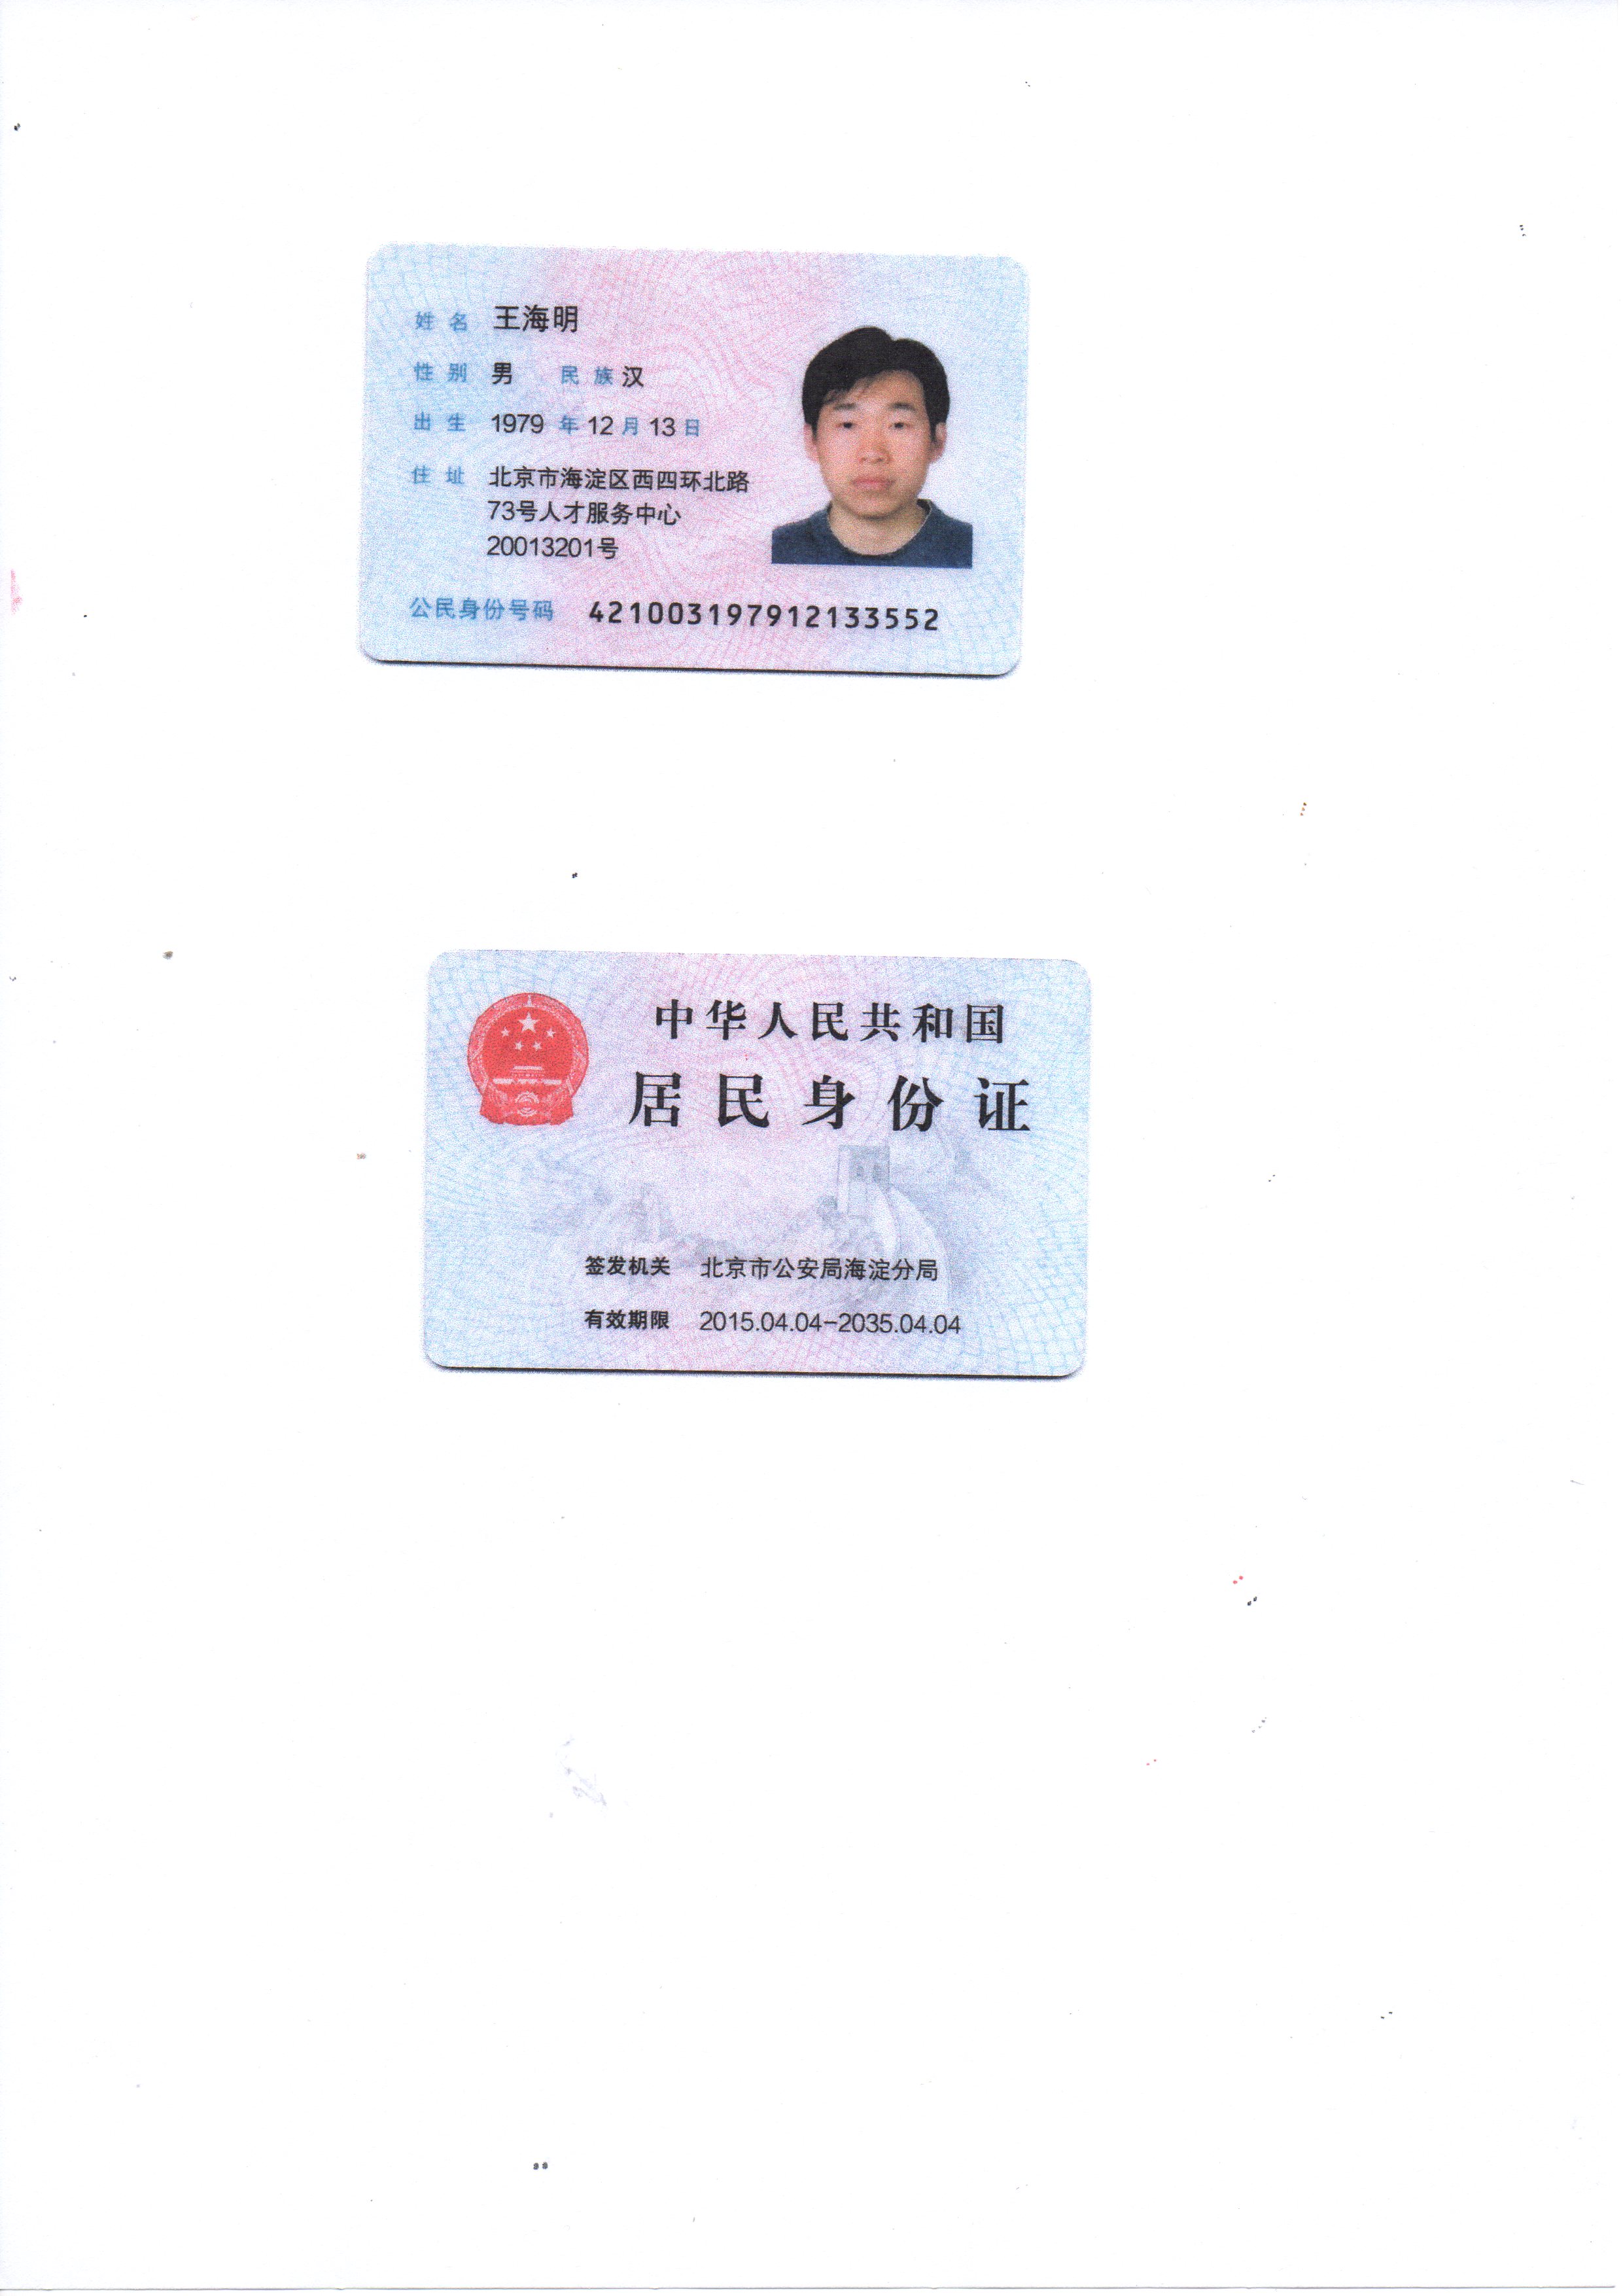 姓名 王海明
性别 男 民族 汉
出生 1979 年 12 月 13 日
住址 北京市海淀区西四环北路
73号人才服务中心
20013201号
公民身份号码 421003197912133552
中华人民共和国
居民身份证
签发机关 北京市公安局海淀分局
有效期限 2015.04.04-2035.04.04